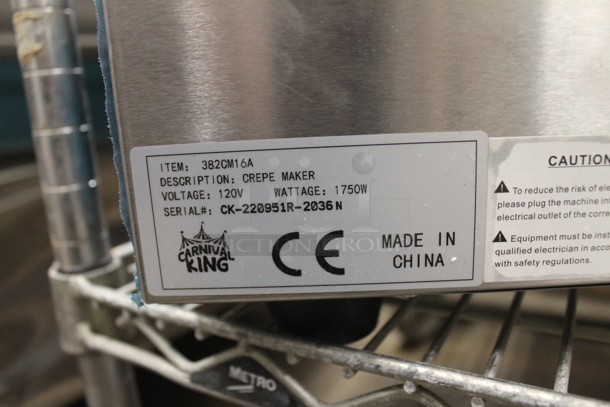 ITEM: 382CM16A
DESCRIPTION: CREPE MAKER
VOLTAGE: 120V WATTAGE: 1750W
SERIAL#: CK-220951R-2036 N
CARNIVAL
KING
CE
MADE IN
CHINA
CAUTION
To reduce the risk of ele
please plug the machine int
electrical outlet of the corre
Equipment must be inst
qualified electrician in acco
with safety regulations.
METRO